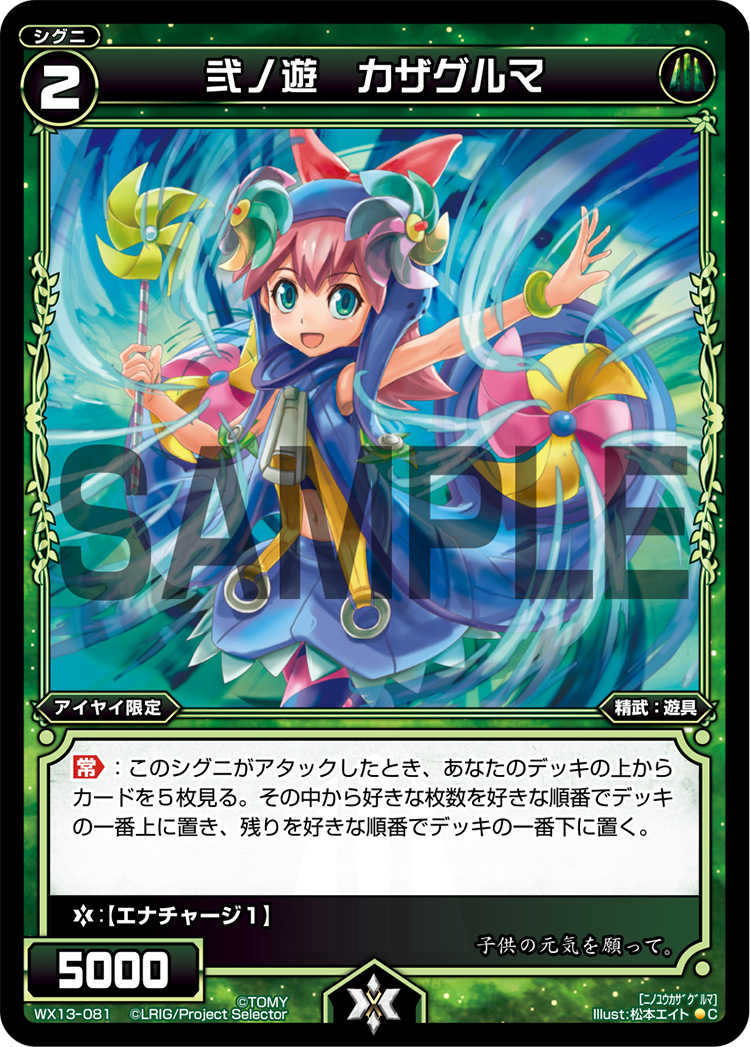 シグニ
2
弐ノ遊 カザグルマ
SAMPLE
アイヤイ限定
精武：遊具
常：このシグニがアタックしたとき、あなたのデッキの上から
カードを５枚見る。その中から好きな枚数を好きな順番でデッキ
の一番上に置き、残りを好きな順番でデッキの一番下に置く。
：【エナチャージ１】
子供の元気を願って。
5000
WX13-081 ©LRIG/Project Selector
©TOMY
[ニノユウカザグルマ]
Illust:松本エイト C